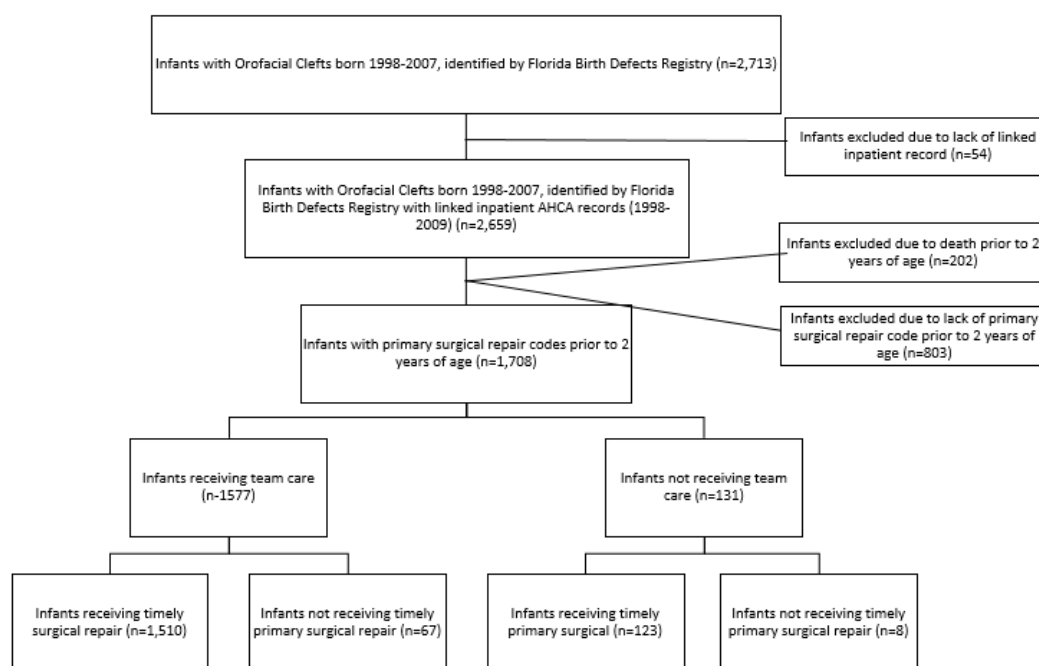 Infants with Orofacial Clefts born 1998-2007, identified by Florida Birth Defects Registry (n=2,713)
Infants excluded due to lack of linked
inpatient record (n=54)
Infants with Orofacial Clefts born 1998-2007, identified by Florida
Birth Defects Registry with linked inpatient AHCA records (1998-
2009) (n=2,659)
Infants excluded due to death prior to 2
years of age (n=202)
Infants excluded due to lack of primary
surgical repair code prior to 2 years of
age (n=803)
Infants with primary surgical repair codes prior to 2
years of age (n=1,708)
Infants receiving team care
(n-1577)
Infants not receiving team
care (n=131)
Infants receiving timely
surgical repair (n=1,510)
Infants not receiving timely
primary surgical repair (n=67)
Infants receiving timely
primary surgical (n=123)
Infants not receiving timely
primary surgical repair (n=8)